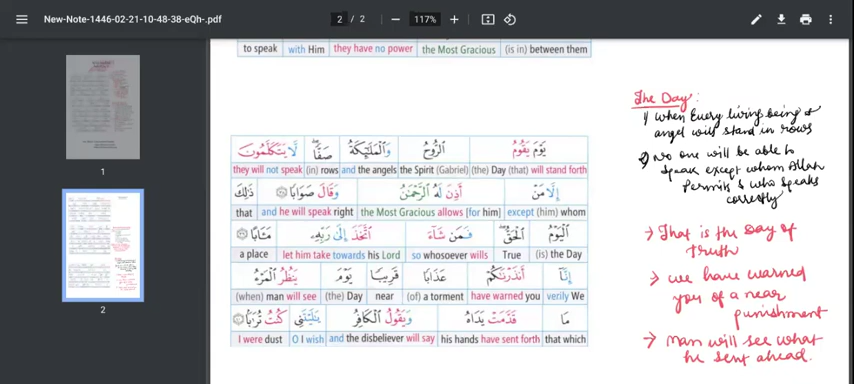 New-Note-1446-02-21-10-48-38-eQh-.pdf
2 / 2
117%
1
2
to speak with Him they have no power the Most Gracious (is in) between them
يَوْمَ يَقُومُ الرُّوحُ وَالْمَلَٰٓئِكَةُ صَفًّا لَّا يَتَكَلَّمُونَ
they will not speak (in) rows and the angels the Spirit (Gabriel) (the) Day (that) will stand forth
إِلَّا مَنْ أَذِنَ لَهُ الرَّحْمَٰنُ وَقَالَ صَوَابًا ذَٰلِكَ
that and he will speak right the Most Gracious allows [for him] except (him) whom
الْيَوْمُ الْحَقُّ فَمَن شَآءَ اتَّخَذَ إِلَىٰ رَبِّهِ مَـَٔابًا
a place let him take towards his Lord so whosoever wills True (is) the Day
إِنَّآ أَنذَرْنَٰكُمْ عَذَابًا قَرِيبًا يَوْمَ يَنظُرُ الْمَرْءُ
(when) man will see (the) Day near (of) a torment have warned you verily We
مَا قَدَّمَتْ يَدَاهُ وَيَقُولُ الْكَافِرُ يَٰلَيْتَنِي كُنتُ تُرَٰبًا
I were dust O I wish and the disbeliever will say his hands have sent forth that which
The Day:
1) when Every living being &
angel will stand in rows
2) No one will be able to
speak except whom Allah
permits & who speaks
correctly
→ That is the Day of
truth
→ we have warned
you of a near
punishment
→ Man will see what
he sent ahead.